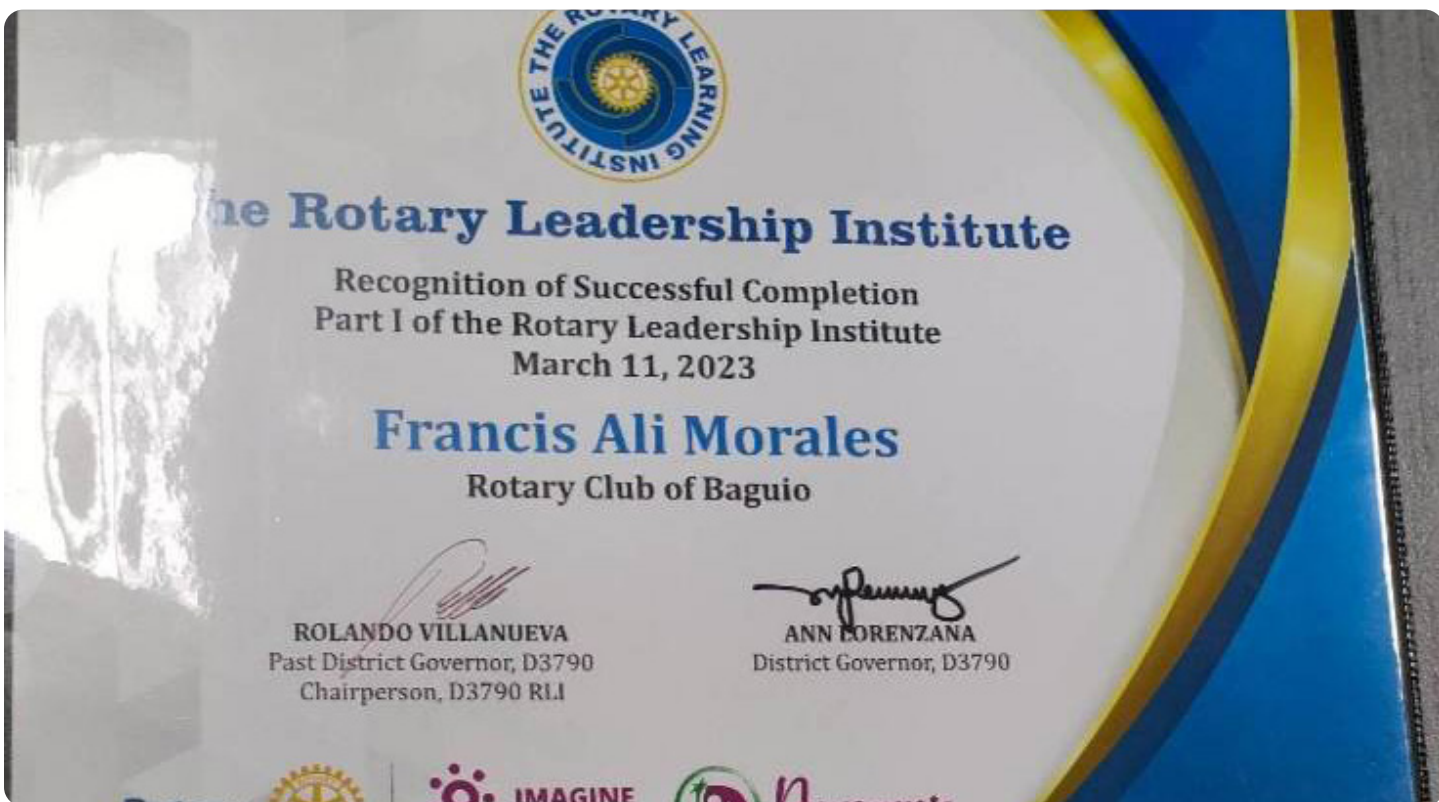 THE ROTARY LEARNING INSTITUTE
he Rotary Leadership Institute
Recognition of Successful Completion
Part I of the Rotary Leadership Institute
March 11, 2023
Francis Ali Morales
Rotary Club of Baguio
ROLANDO VILLANUEVA
Past District Governor, D3790
Chairperson, D3790 RLI
ANN LORENZANA
District Governor, D3790
IMAGINE